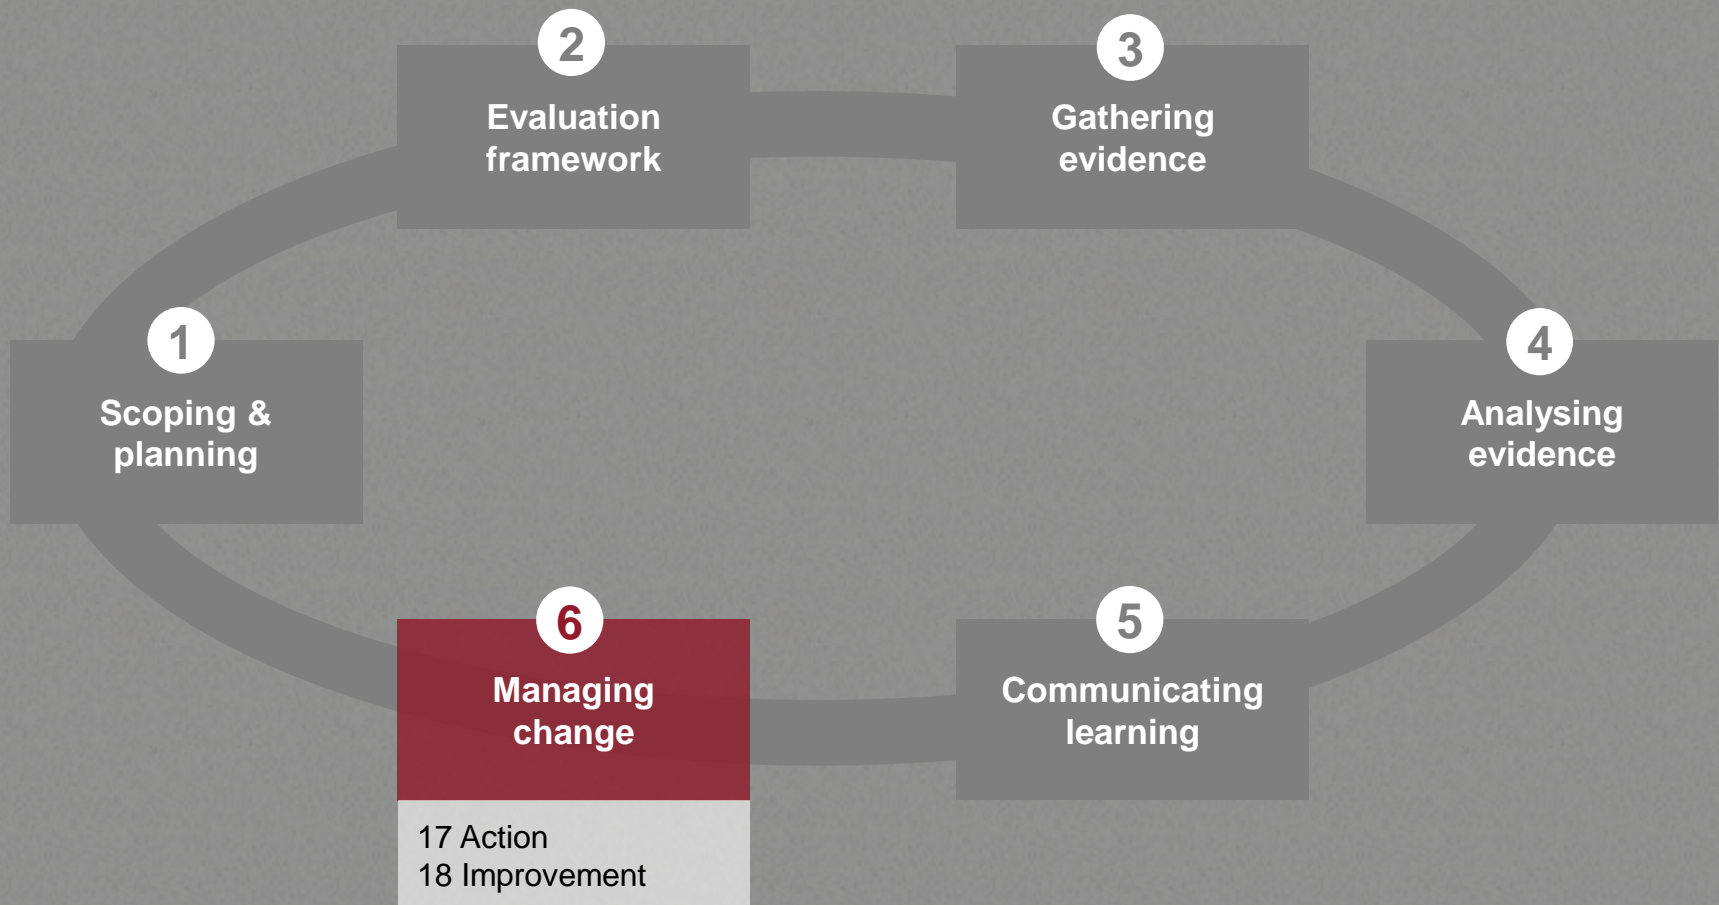 1
Scoping &
planning
2
Evaluation
framework
3
Gathering
evidence
4
Analysing
evidence
5
Communicating
learning
6
Managing
change
17 Action
18 Improvement